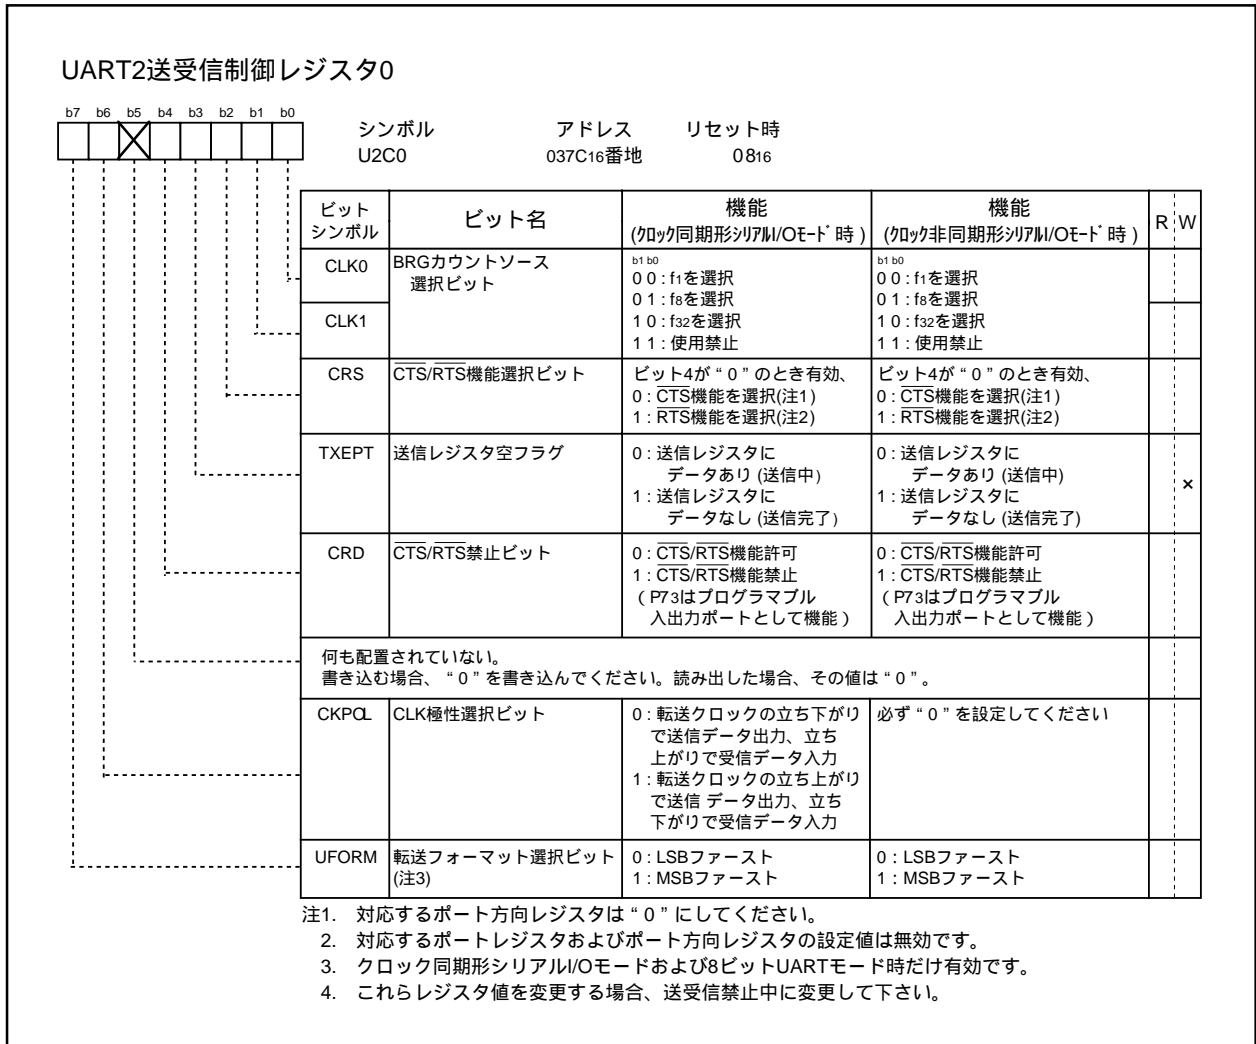 UART2送受信制御レジスタ0
b7 b6 b5 b4 b3 b2 b1 b0
シンボル アドレス リセット時
U2C0 037C16番地 0816
ビット
シンボル
ビット名
機能
(クロック同期形シリアルI/Oモード時)
機能
(クロック非同期形シリアルI/Oモード時)
R W
CLK0
CLK1
BRGカウントソース
選択ビット
b1 b0
0 0 : f1を選択
0 1 : f8を選択
1 0 : f32を選択
1 1 : 使用禁止
b1 b0
0 0 : f1を選択
0 1 : f8を選択
1 0 : f32を選択
1 1 : 使用禁止
CRS
CTS/RTS機能選択ビット
ビット4が“0”のとき有効、
0 : CTS機能を選択(注1)
1 : RTS機能を選択(注2)
ビット4が“0”のとき有効、
0 : CTS機能を選択(注1)
1 : RTS機能を選択(注2)
TXEPT
送信レジスタ空フラグ
0 : 送信レジスタに
データあり (送信中)
1 : 送信レジスタに
データなし (送信完了)
0 : 送信レジスタに
データあり (送信中)
1 : 送信レジスタに
データなし (送信完了)
×
CRD
CTS/RTS禁止ビット
0 : CTS/RTS機能許可
1 : CTS/RTS機能禁止
(P73はプログラマブル
入出力ポートとして機能)
0 : CTS/RTS機能許可
1 : CTS/RTS機能禁止
(P73はプログラマブル
入出力ポートとして機能)
何も配置されていない。
書き込む場合、“0”を書き込んでください。読み出した場合、その値は“0”。
CKPOL
CLK極性選択ビット
0 : 転送クロックの立ち下がり
で送信データ出力、立ち
上がりで受信データ入力
1 : 転送クロックの立ち上がり
で送信 データ出力、立ち
下がりで受信データ入力
必ず“0”を設定してください
UFORM
転送フォーマット選択ビット
(注3)
0 : LSBファースト
1 : MSBファースト
0 : LSBファースト
1 : MSBファースト
注1. 対応するポート方向レジスタは“0”にしてください。
2. 対応するポートレジスタおよびポート方向レジスタの設定値は無効です。
3. クロック同期形シリアルI/Oモードおよび8ビットUARTモード時だけ有効です。
4. これらレジスタ値を変更する場合、送受信禁止中に変更して下さい。